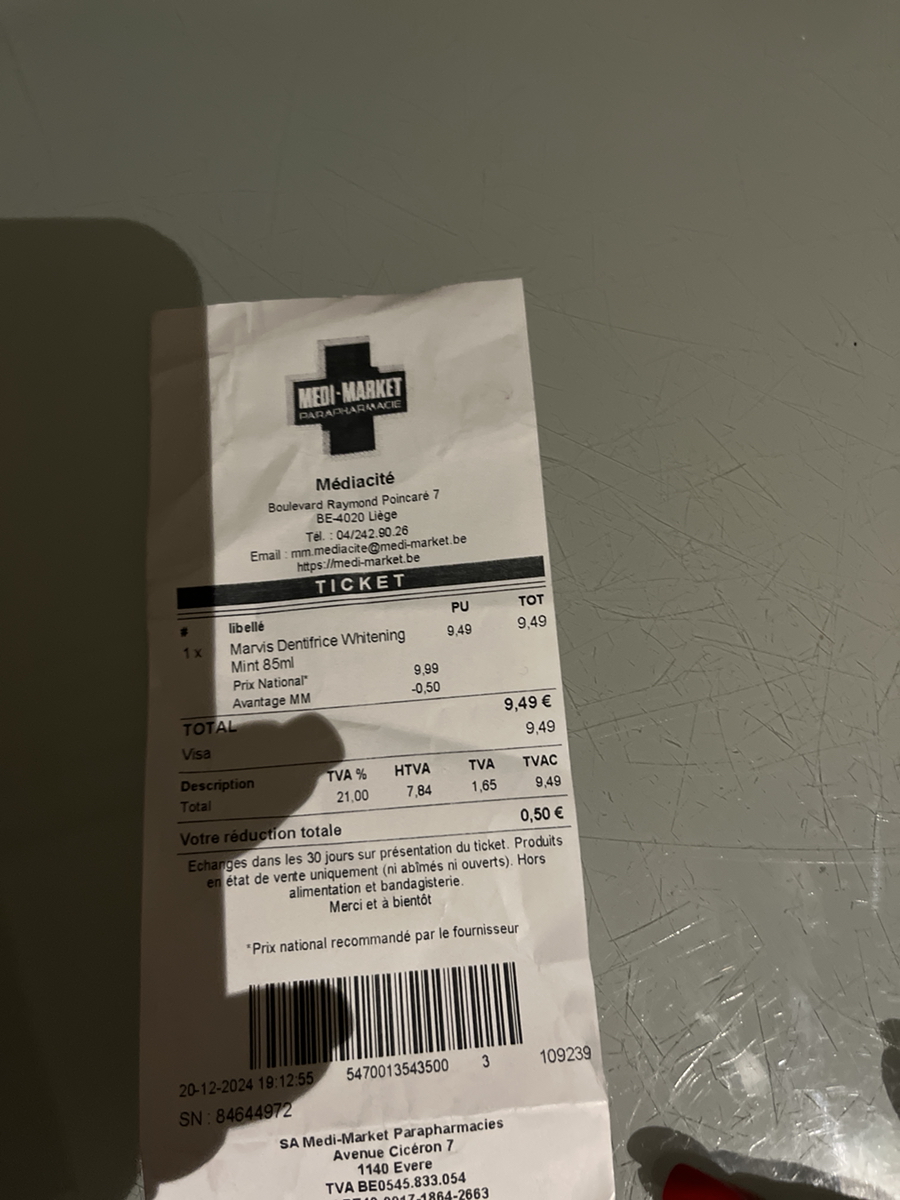 MEDI-MARKET
PARAPHARMACIE
Médiacité
Boulevard Raymond Poincaré 7
BE-4020 Liège
Tél. : 04/242.90.26
Email : mm.mediacite@medi-market.be
https://medi-market.be
TICKET
# libellé PU TOT
1 x Marvis Dentifrice Whitening 9,49 9,49
Mint 85ml
Prix National* 9,99
Avantage MM -0,50
TOTAL 9,49 €
Visa 9,49
Description TVA % HTVA TVA TVAC
Total 21,00 7,84 1,65 9,49
Votre réduction totale 0,50 €
Echanges dans les 30 jours sur présentation du ticket. Produits
en état de vente uniquement (ni abîmés ni ouverts). Hors
alimentation et bandagisterie.
Merci et à bientôt
*Prix national recommandé par le fournisseur
20-12-2024 19:12:55 5470013543500 3 109239
SN : 84644972
SA Medi-Market Parapharmacies
Avenue Cicéron 7
1140 Evere
TVA BE0545.833.054